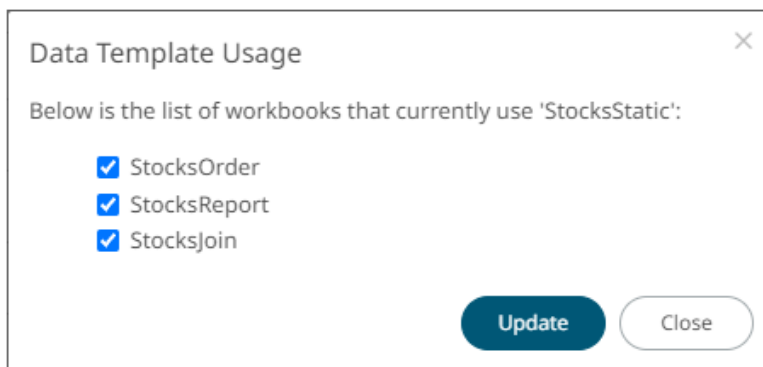 Data Template Usage
Below is the list of workbooks that currently use 'StocksStatic':
StocksOrder
StocksReport
StocksJoin
Update
Close